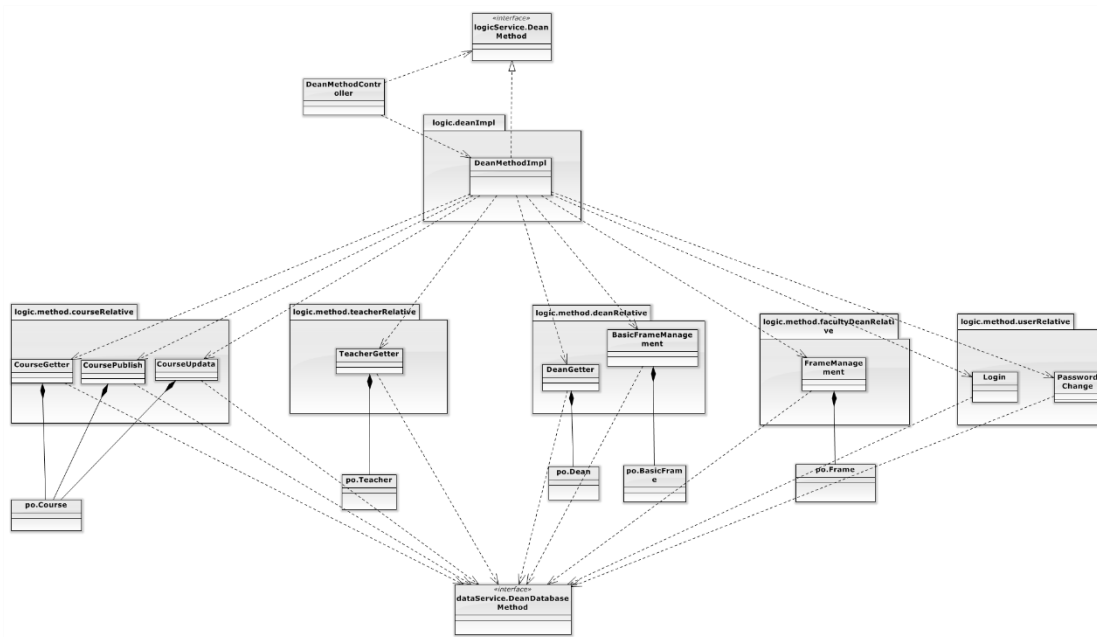 «interface»
logicService.Dean
Method
DeanMethodContr
oller
logic.deanImpl
DeanMethodImpl
logic.method.courseRelative
logic.method.teacherRelative
logic.method.deanRelative
logic.method.facultyDeanRelati
ve
logic.method.userRelative
CourseGetter
CoursePublish
CourseUpdata
TeacherGetter
DeanGetter
BasicFrameManage
ment
FrameManage
ment
Login
Password
Change
po.Course
po.Teacher
po.Dean
po.BasicFram
e
po.Frame
«interface»
dataService.DeanDatabase
Method